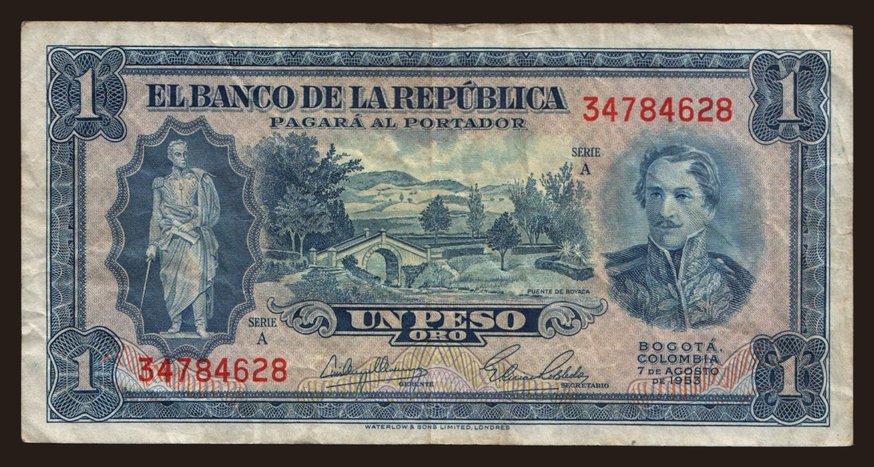 1
1
EL BANCO DE LA REPÚBLICA
34784628
PAGARÁ AL PORTADOR
SERIE
A
PUENTE DE BOYACA
SERIE
A
UN PESO
ORO
BOGOTÁ,
COLOMBIA
7 DE AGOSTO
DE 1953
1
34784628
GERENTE
SECRETARIO
1
WATERLOW & SONS LIMITED, LONDRES